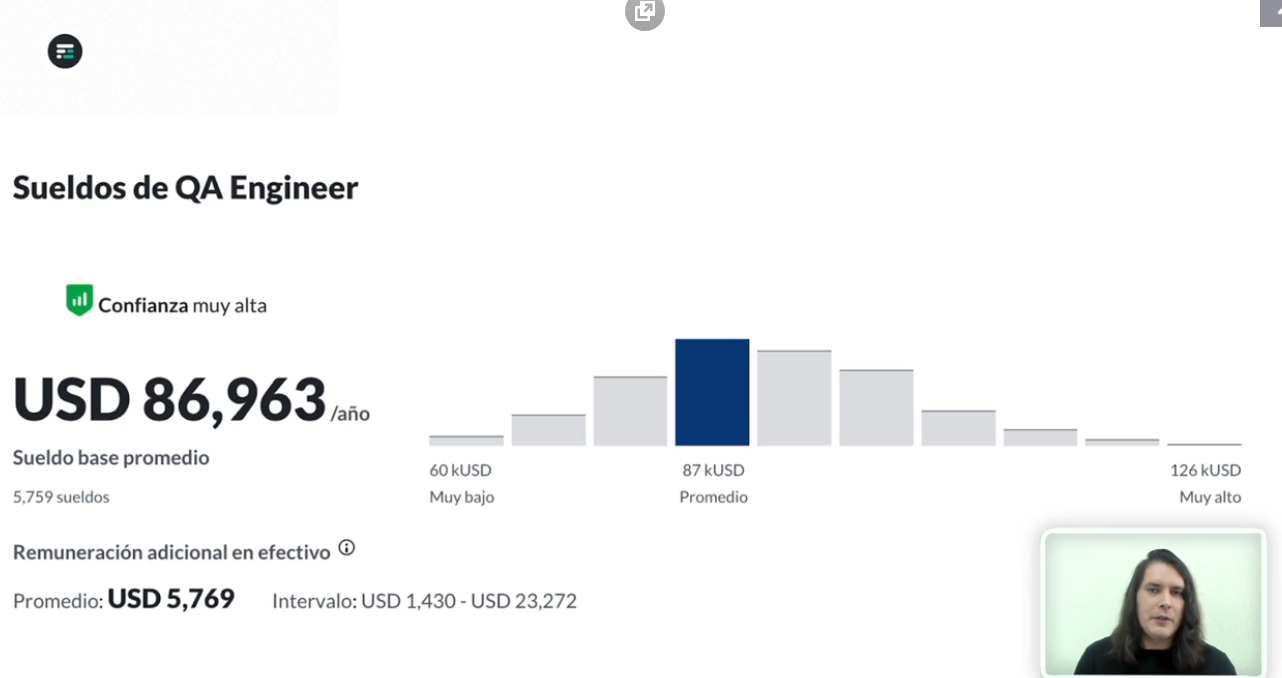 Sueldos de QA Engineer
Confianza muy alta
USD 86,963 /año
Sueldo base promedio
5,759 sueldos
60 kUSD 87 kUSD 126 kUSD
Muy bajo Promedio Muy alto
Remuneración adicional en efectivo
Promedio: USD 5,769 Intervalo: USD 1,430 - USD 23,272